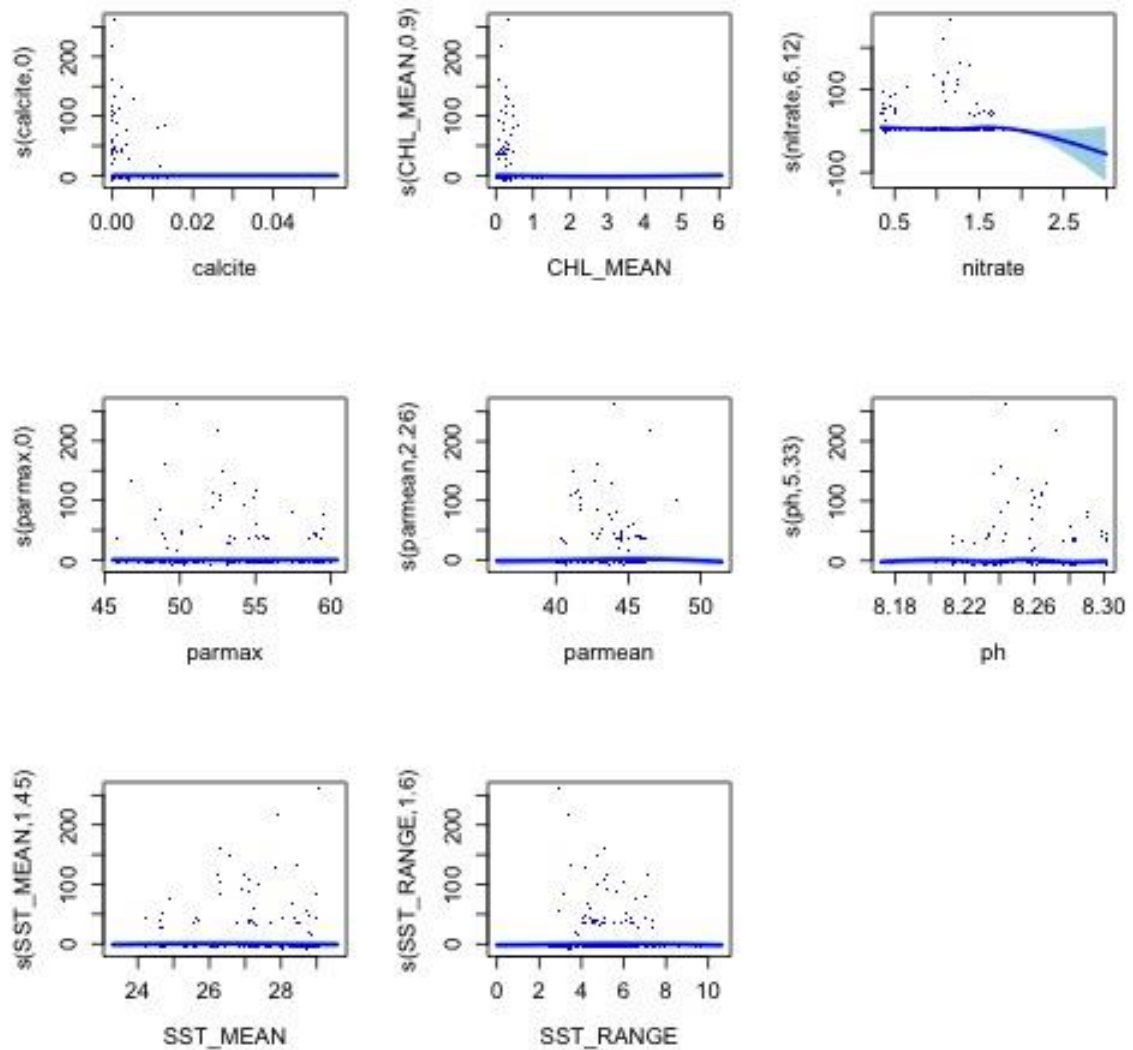 s(calcite,0)
0 100 200
0.00 0.02 0.04
calcite
s(CHL_MEAN,0.9)
0 100 200
0 1 2 3 4 5 6
CHL_MEAN
s(nitrate,6.12)
-100 100
0.5 1.5 2.5
nitrate
s(parmax,0)
0 100 200
45 50 55 60
parmax
s(parmean,2.26)
0 100 200
40 45 50
parmean
s(ph,5.33)
0 100 200
8.18 8.22 8.26 8.30
ph
s(SST_MEAN,1.45)
0 100 200
24 26 28
SST_MEAN
s(SST_RANGE,1.6)
0 100 200
0 2 4 6 8 10
SST_RANGE